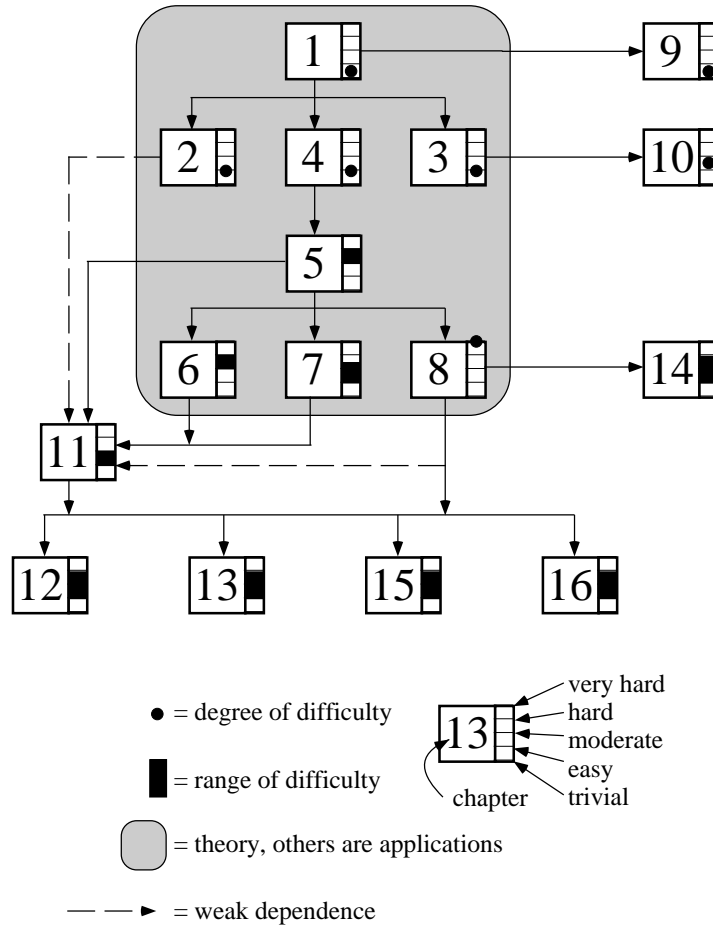 1
9
2
4
3
10
5
6
7
8
14
11
12
13
15
16
very hard
= degree of difficulty
hard
13
moderate
= range of difficulty
easy
chapter
trivial
= theory, others are applications
= weak dependence